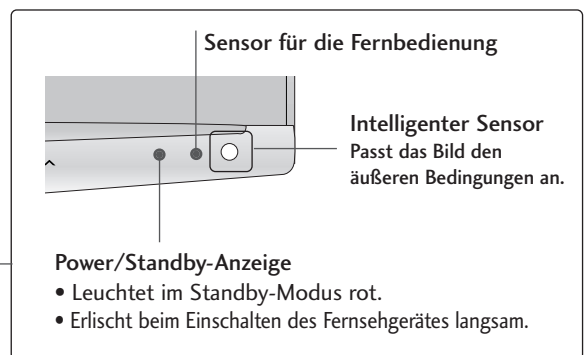 Sensor für die Fernbedienung
Intelligenter Sensor
Passt das Bild den
äußeren Bedingungen an.
Power/Standby-Anzeige
• Leuchtet im Standby-Modus rot.
• Erlischt beim Einschalten des Fernsehgerätes langsam.